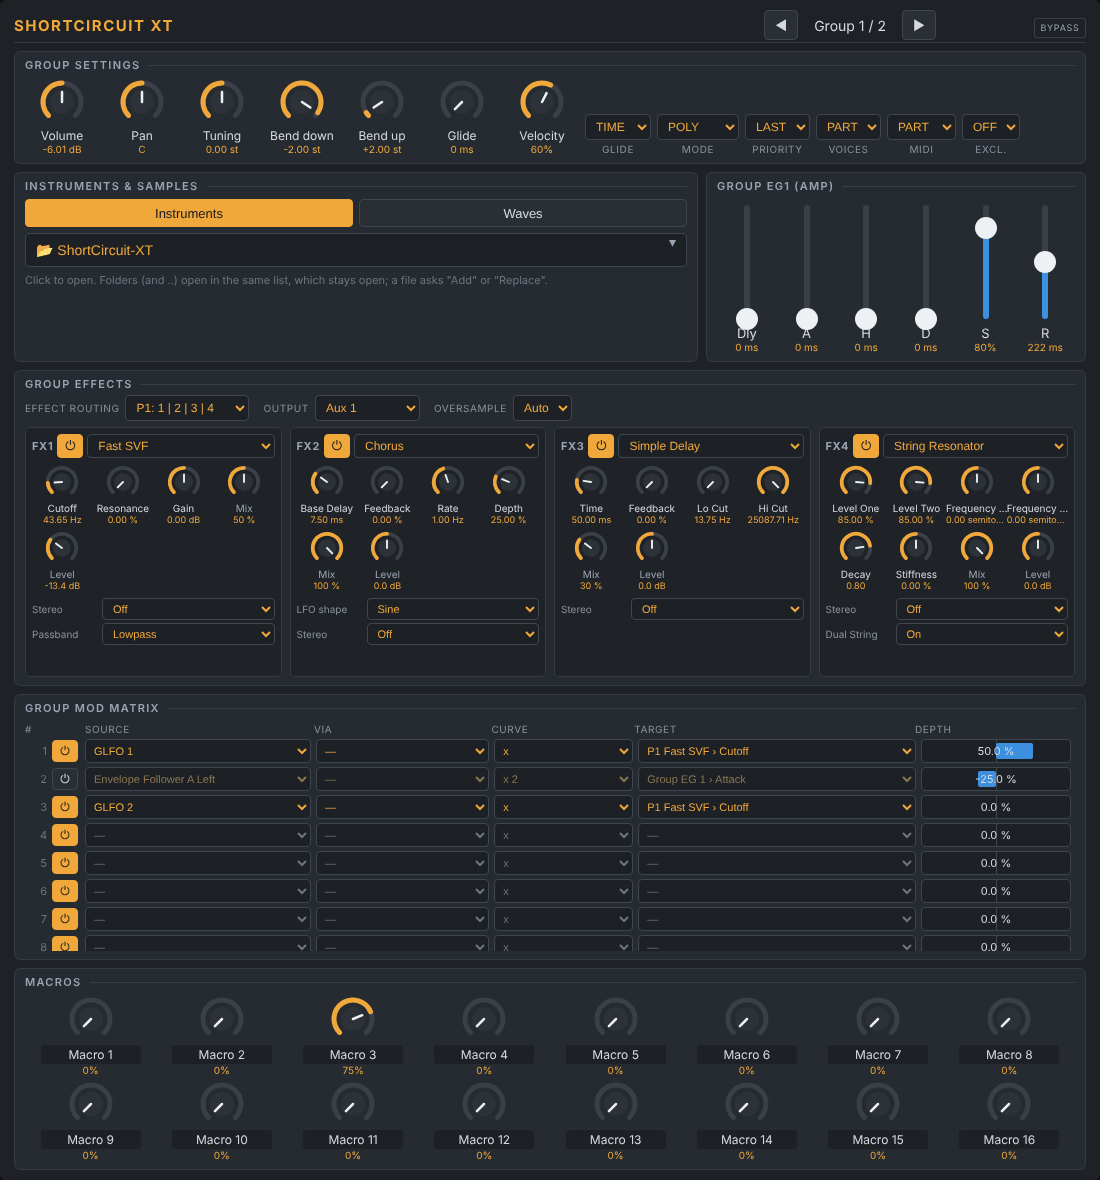 SHORTCIRCUIT XT
Group 1 / 2
BYPASS
GROUP SETTINGS
Volume Pan Tuning Bend down Bend up Glide Velocity
-6.01 dB C 0.00 st -2.00 st +2.00 st 0 ms 60%
TIME POLY LAST PART PART OFF
GLIDE MODE PRIORITY VOICES MIDI EXCL.
INSTRUMENTS & SAMPLES
Instruments Waves
ShortCircuit-XT
Click to open. Folders (and ..) open in the same list, which stays open; a file asks "Add" or "Replace".
GROUP EG1 (AMP)
Dly A H D S R
0 ms 0 ms 0 ms 0 ms 80% 222 ms
GROUP EFFECTS
EFFECT ROUTING P1: 1 | 2 | 3 | 4 OUTPUT Aux 1 OVERSAMPLE Auto
FX1 Fast SVF
Cutoff Resonance Gain Mix
43.65 Hz 0.00 % 0.00 dB 50 %
Level
-13.4 dB
Stereo Off
Passband Lowpass
FX2 Chorus
Base Delay Feedback Rate Depth
7.50 ms 0.00 % 1.00 Hz 25.00 %
Mix Level
100 % 0.0 dB
LFO shape Sine
Stereo Off
FX3 Simple Delay
Time Feedback Lo Cut Hi Cut
50.00 ms 0.00 % 13.75 Hz 25087.71 Hz
Mix Level
30 % 0.0 dB
Stereo Off
FX4 String Resonator
Level One Level Two Frequency ... Frequency ...
85.00 % 85.00 % 0.00 semito... 0.00 semito...
Decay Stiffness Mix Level
0.80 0.00 % 100 % 0.0 dB
Stereo Off
Dual String On
GROUP MOD MATRIX
# SOURCE VIA CURVE TARGET DEPTH
1 GLFO 1 — x P1 Fast SVF › Cutoff 50.0 %
2 Envelope Follower A Left — x 2 Group EG 1 › Attack -25.0 %
3 GLFO 2 — x P1 Fast SVF › Cutoff 0.0 %
4 — — x — 0.0 %
5 — — x — 0.0 %
6 — — x — 0.0 %
7 — — x — 0.0 %
8 — — x — 0.0 %
MACROS
Macro 1 Macro 2 Macro 3 Macro 4 Macro 5 Macro 6 Macro 7 Macro 8
0% 0% 75% 0% 0% 0% 0% 0%
Macro 9 Macro 10 Macro 11 Macro 12 Macro 13 Macro 14 Macro 15 Macro 16
0% 0% 0% 0% 0% 0% 0% 0%